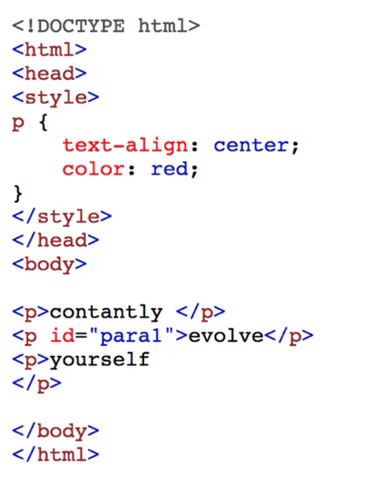 <!DOCTYPE html>
<html>
<head>
<style>
p {
    text-align: center;
    color: red;
}
</style>
</head>
<body>

<p>contantly </p>
<p id="para1">evolve</p>
<p>yourself
</p>

</body>
</html>